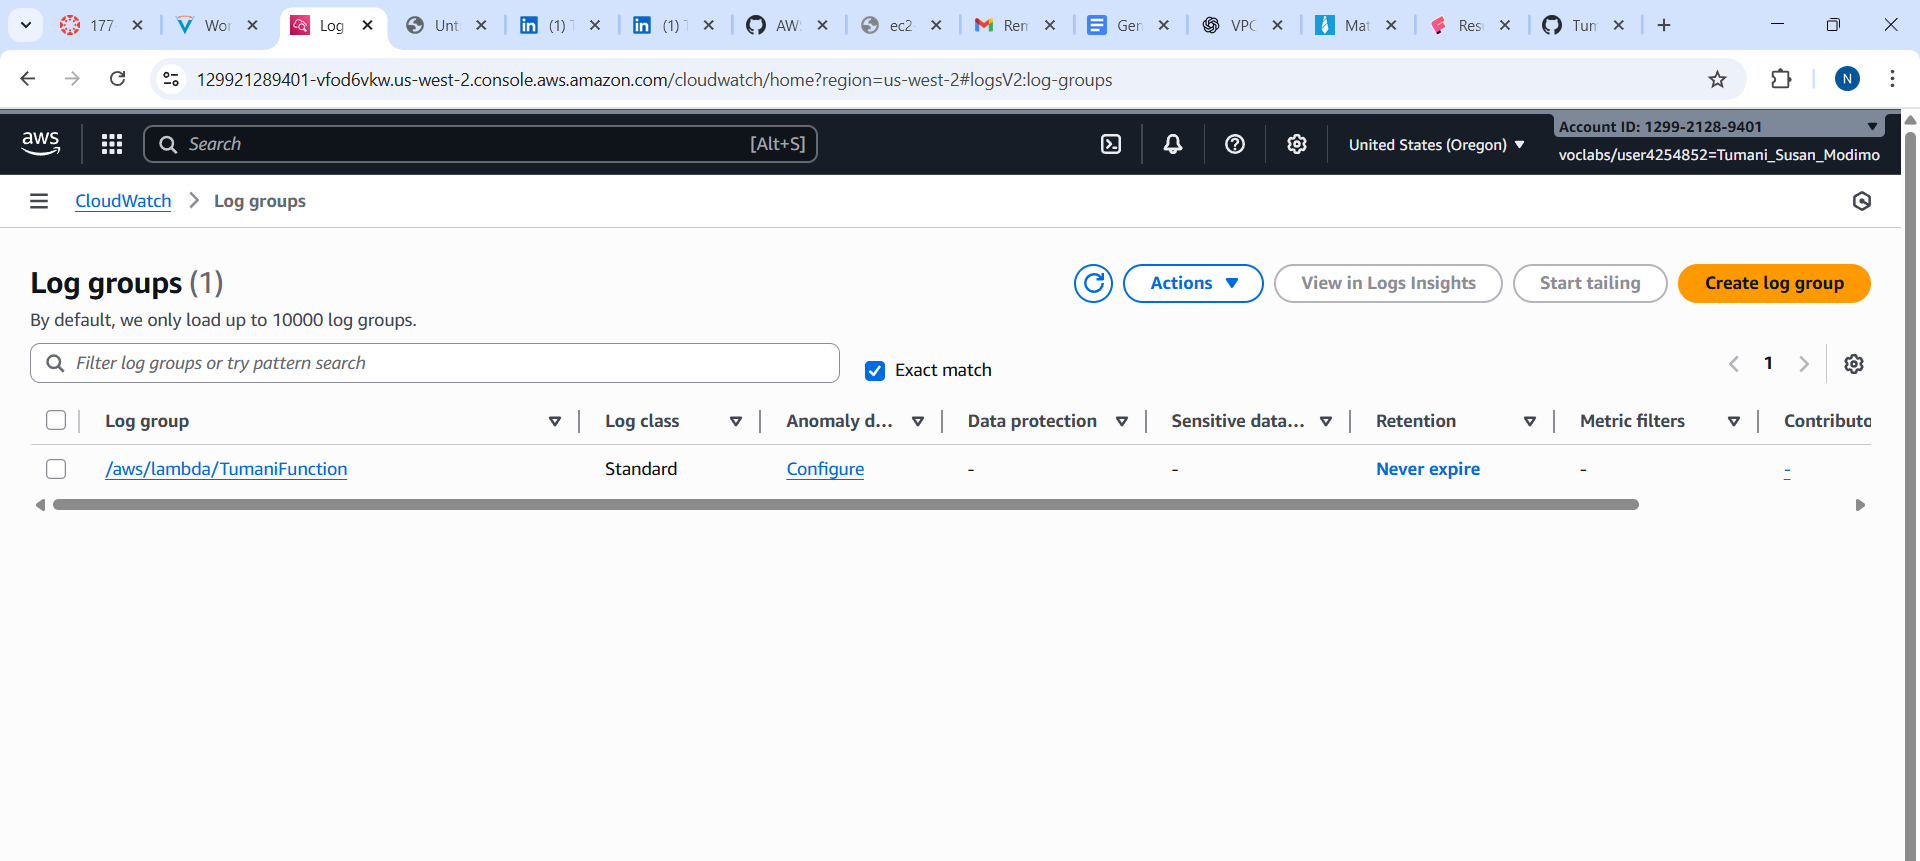 177
Wor
Log
Unt
(1) T
(1) T
AW
ec2
Rem
Gen
VPC
Mat
Res
Tum
129921289401-vfod6vkw.us-west-2.console.aws.amazon.com/cloudwatch/home?region=us-west-2#logsV2:log-groups
N
aws
Search
[Alt+S]
United States (Oregon)
Account ID: 1299-2128-9401
voclabs/user4254852=Tumani_Susan_Modimo
CloudWatch
Log groups
Log groups (1)
Actions
View in Logs Insights
Start tailing
Create log group
By default, we only load up to 10000 log groups.
Filter log groups or try pattern search
Exact match
1
Log group
Log class
Anomaly d...
Data protection
Sensitive data...
Retention
Metric filters
Contributo
/aws/lambda/TumaniFunction
Standard
Configure
-
-
Never expire
-
-